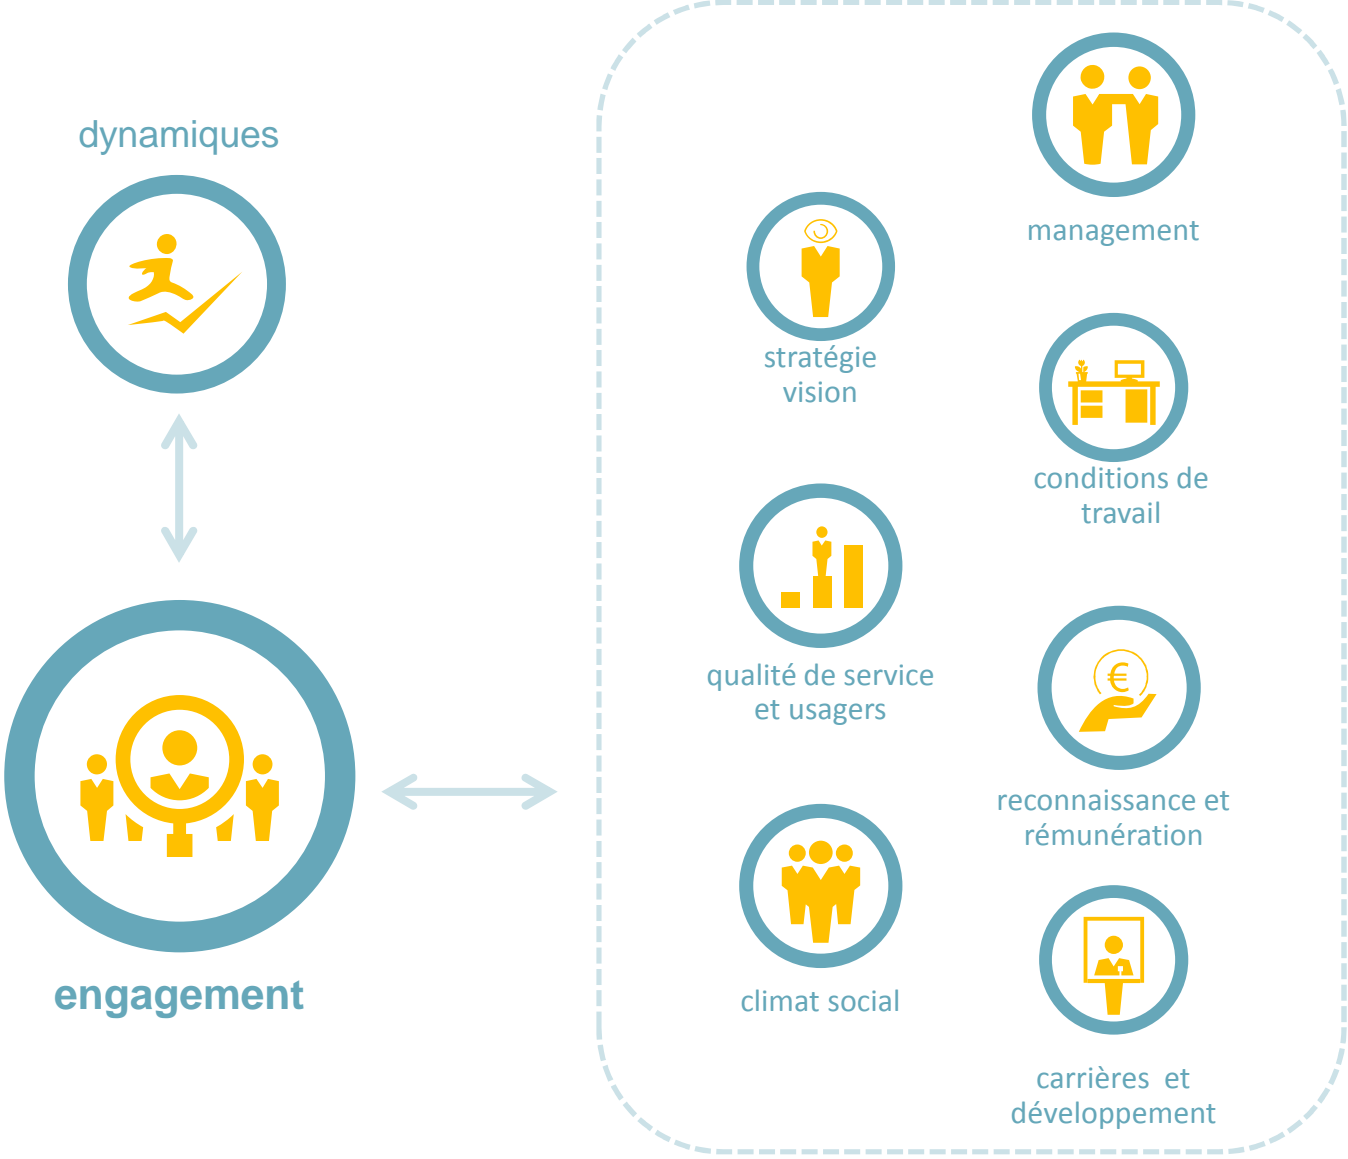 dynamiques
engagement
management
stratégie
vision
conditions de
travail
qualité de service
et usagers
€
reconnaissance et
rémunération
climat social
carrières et
développement